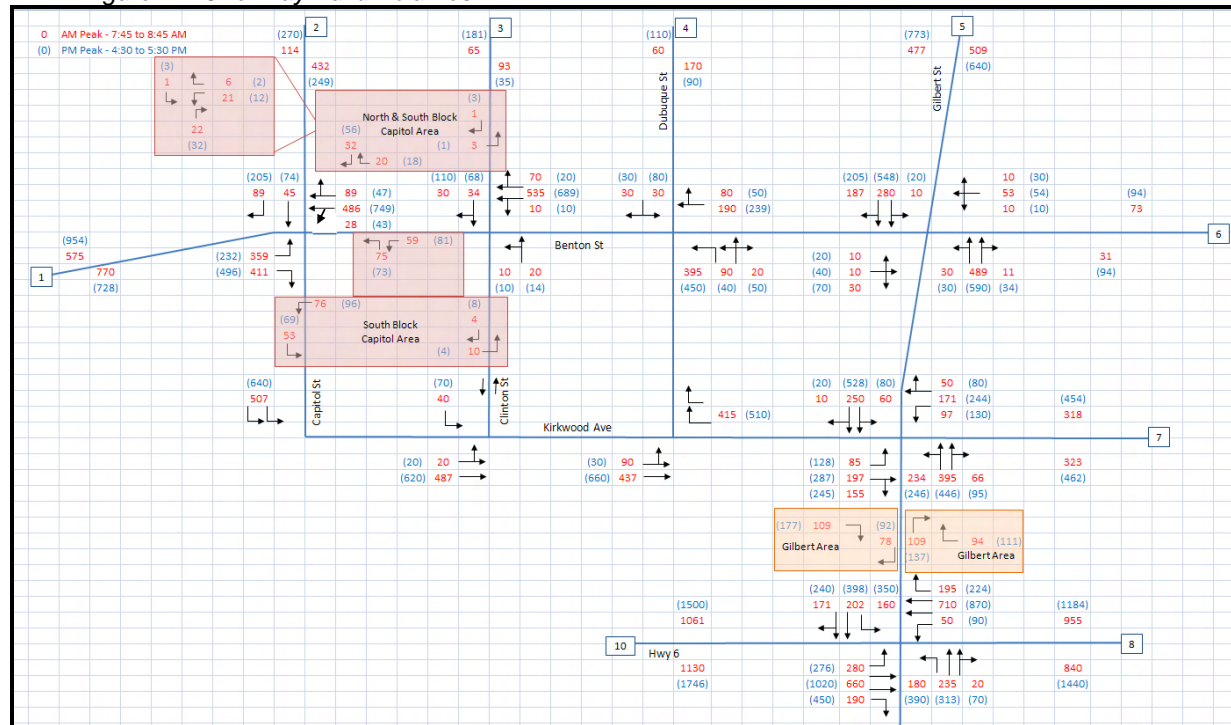 0 AM Peak - 7:45 to 8:45 AM
(0) PM Peak - 4:30 to 5:30 PM
(270) 2 (181) 3 (110) 4 (773) 5
114 65 60 477 509
432 93 170 (640)
(249) (35) (90)
Dubuque St
Gilbert St
(3)
1 6 (2)
21 (12)
22
(32)
North & South Block
Capitol Area
(3)
1
(56)
32 (1) 3
20 (18)
(205) (74)
89 45
89 (47)
486 (749)
28 (43)
(110) (68)
30 34
70 (20)
535 (689)
10 (10)
(30) (80)
30 30
80 (50)
190 (239)
(205) (548) (20)
187 280 10
10 (30)
53 (54)
10 (10)
(94)
73
Benton St
6
(954)
575
1
770
(728)
(232) 359
(496) 411
59 (81)
75
(73)
10 20
(10) (14)
395 90 20
(450) (40) (50)
(20) 10
(40) 10
(70) 30
30 489 11
(30) (590) (34)
31
(94)
76 (96)
(69)
53
South Block
Capitol Area
(8)
4
(4) 10
(640)
507
Capitol St
(70)
40
Clinton St
415 (510)
(20) (528) (80)
10 250 60
50 (80)
171 (244)
97 (130)
(454)
318
Kirkwood Ave
7
(20) 20
(620) 487
(30) 90
(660) 437
(128) 85
(287) 197
(245) 155
234 395 66
(246) (446) (95)
323
(462)
(177) 109 (92)
78
Gilbert Area
109 94 (111)
(137)
Gilbert Area
(1500)
1061
(240) (398) (350)
171 202 160
195 (224)
710 (870)
50 (90)
(1184)
955
10
Hwy 6
8
1130
(1746)
(276) 280
(1020) 660
(450) 190
180 235 20
(390) (313) (70)
840
(1440)